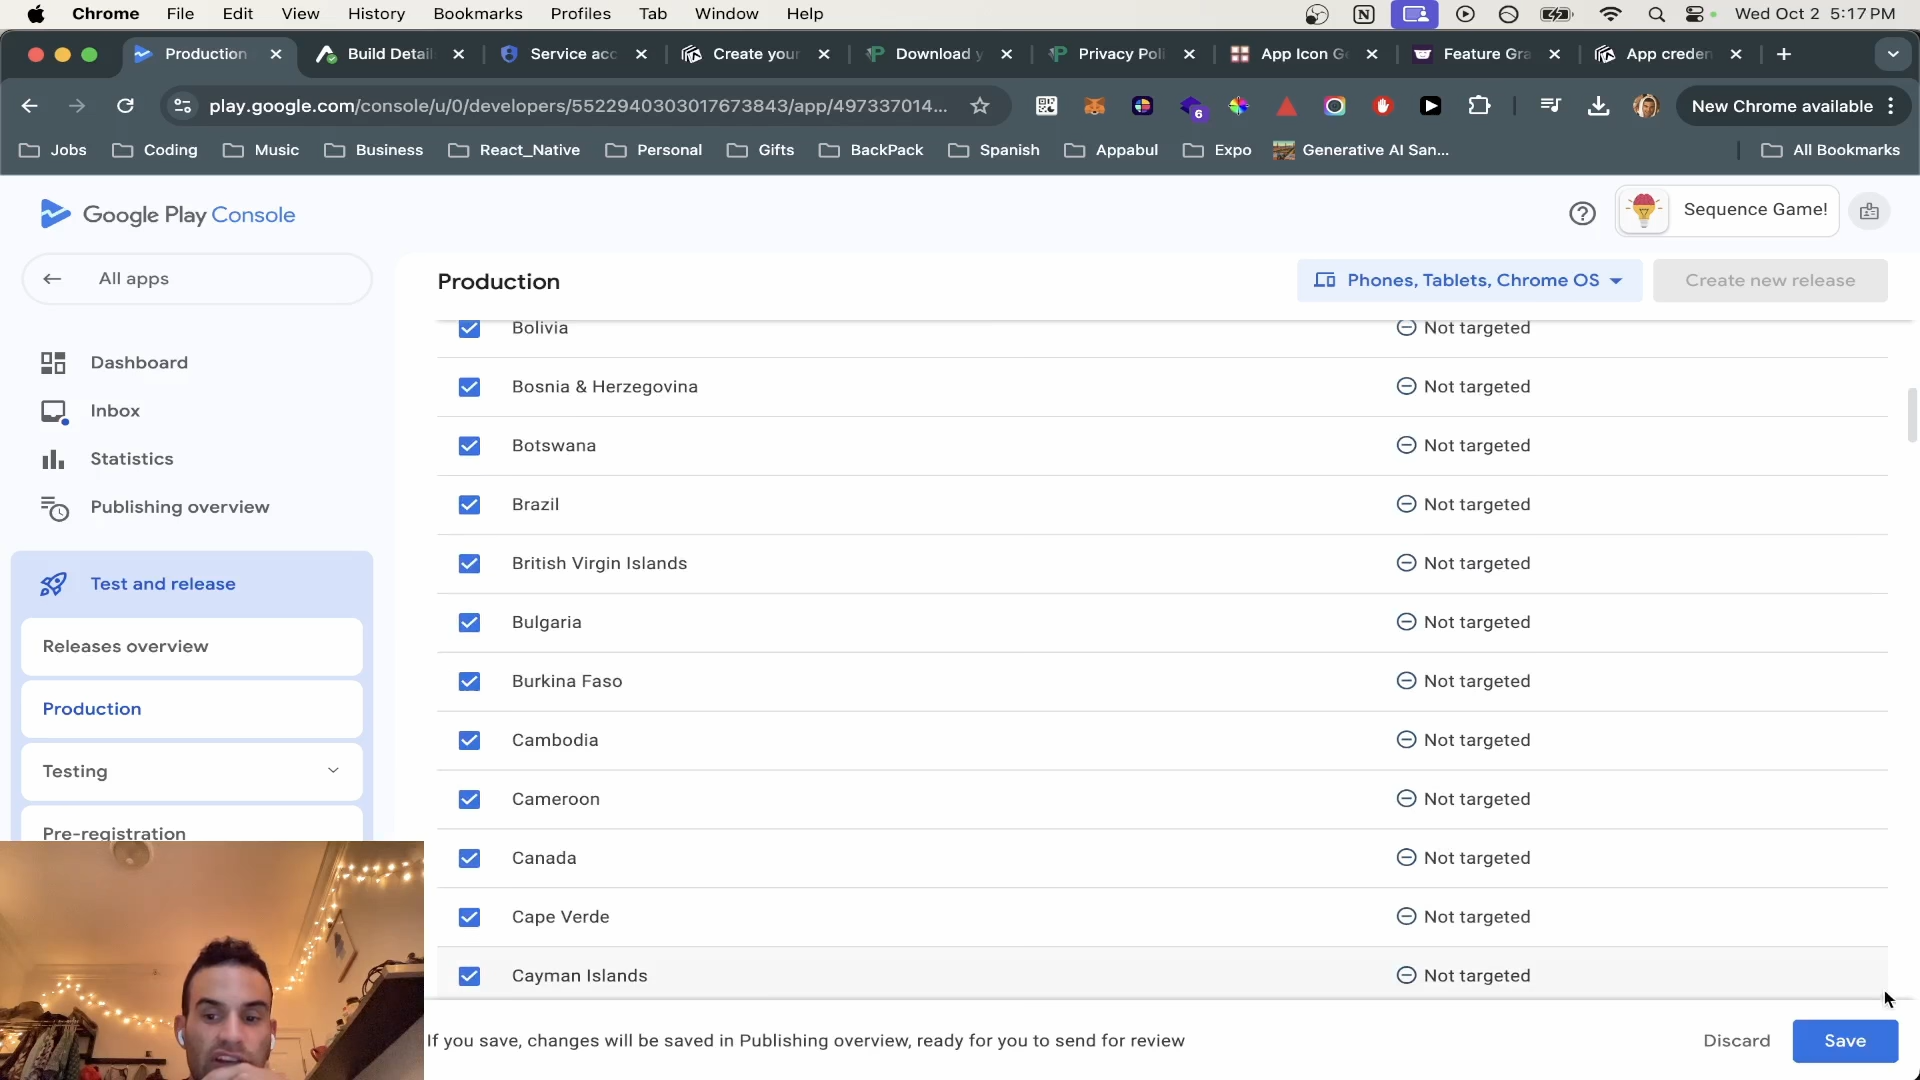 Chrome File Edit View History Bookmarks Profiles Tab Window Help Wed Oct 2 5:17 PM
Production Build Detail Service acc Create your Download y Privacy Poli App Icon G Feature Gra App creden
play.google.com/console/u/0/developers/5522940303017673843/app/497337014... 6 New Chrome available
Jobs Coding Music Business React_Native Personal Gifts BackPack Spanish Appabul Expo Generative AI San... All Bookmarks
Google Play Console
Sequence Game!
All apps
Production
Phones, Tablets, Chrome OS
Create new release
Dashboard
Inbox
Statistics
Publishing overview
Test and release
Releases overview
Production
Testing
Pre-registration
Bolivia Not targeted
Bosnia & Herzegovina Not targeted
Botswana Not targeted
Brazil Not targeted
British Virgin Islands Not targeted
Bulgaria Not targeted
Burkina Faso Not targeted
Cambodia Not targeted
Cameroon Not targeted
Canada Not targeted
Cape Verde Not targeted
Cayman Islands Not targeted
If you save, changes will be saved in Publishing overview, ready for you to send for review
Discard Save